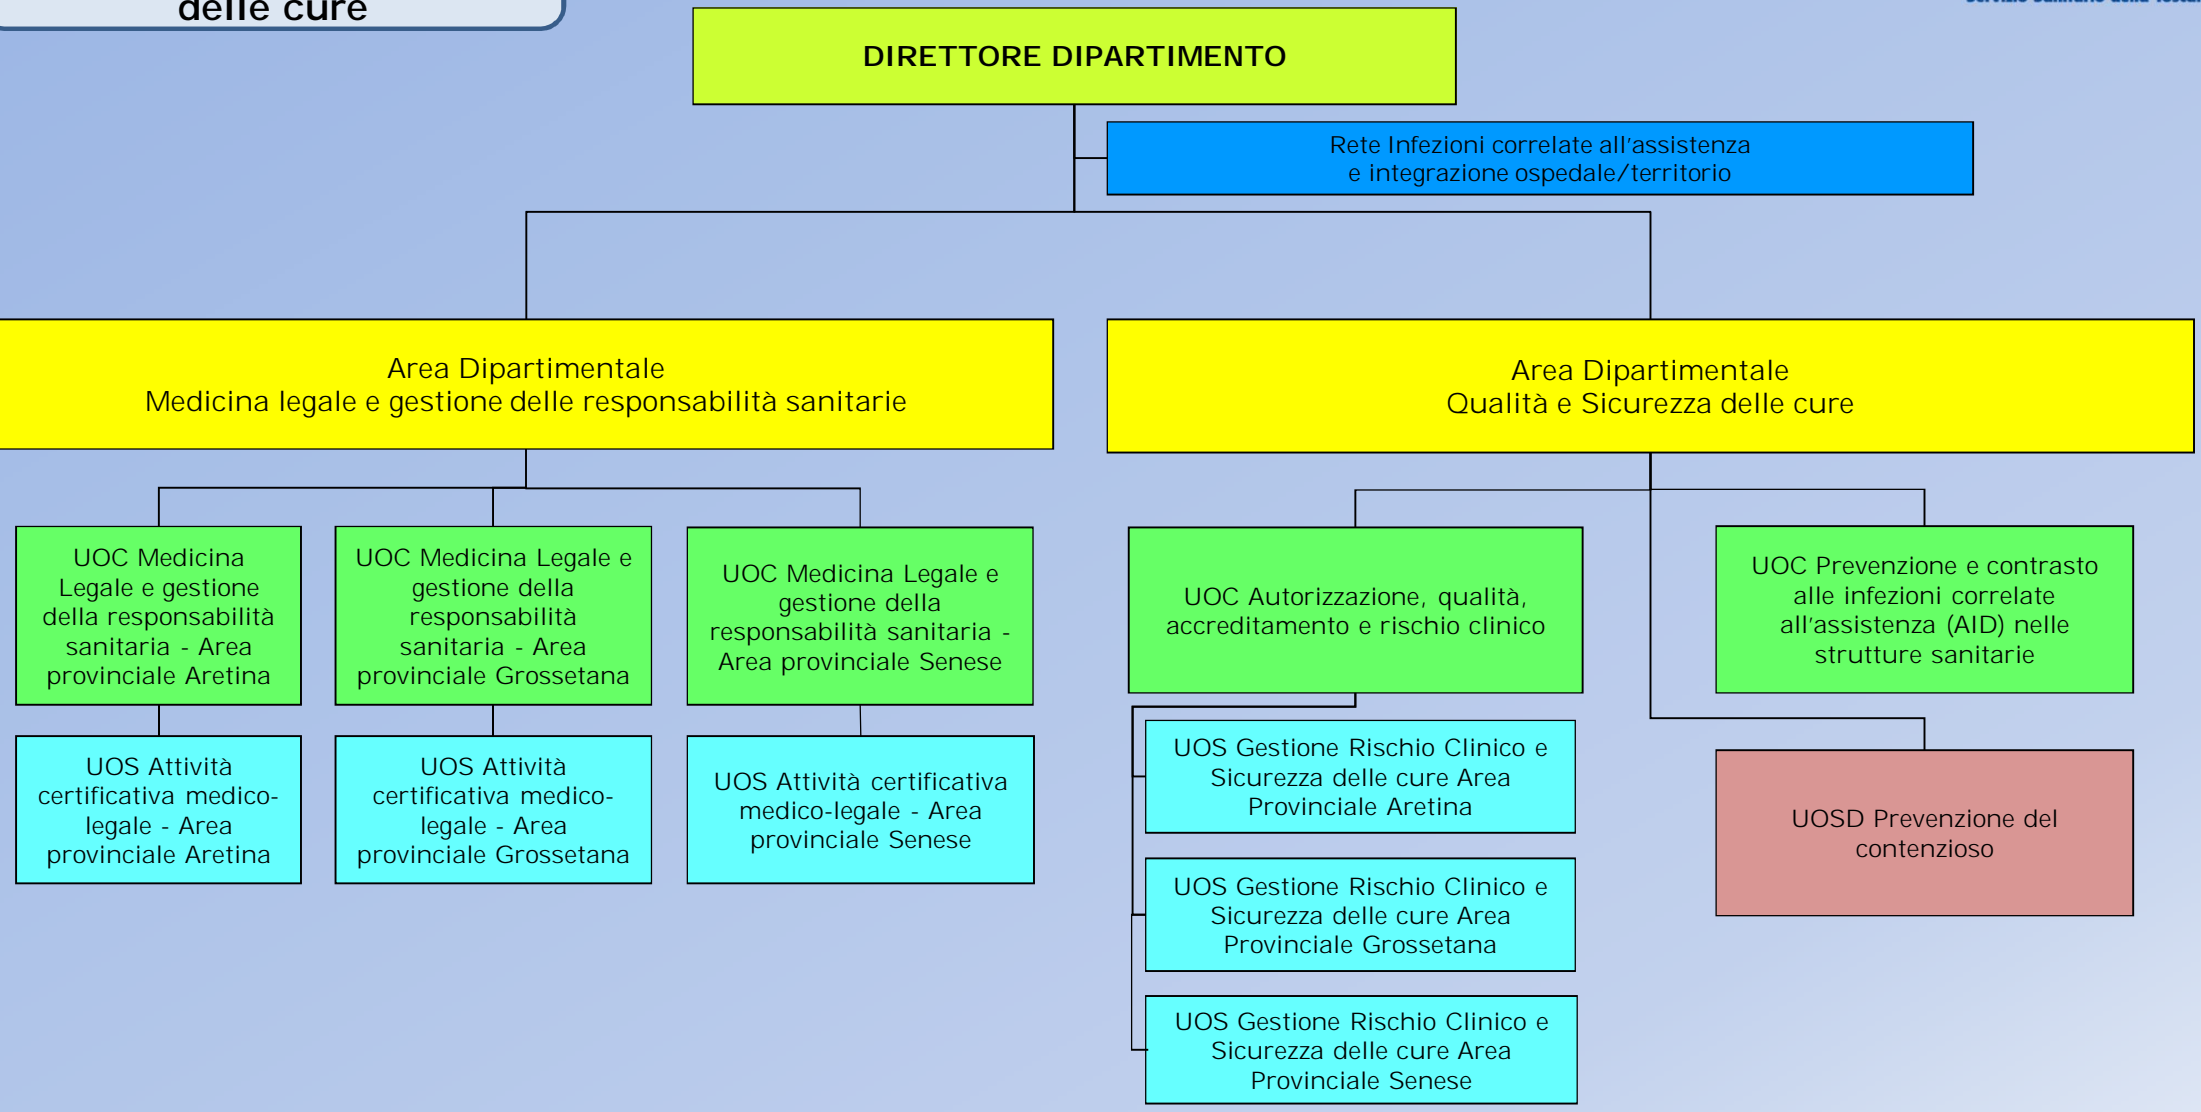 delle cure
DIRETTORE DIPARTIMENTO
Rete Infezioni correlate all'assistenza
e integrazione ospedale/territorio
Area Dipartimentale
Medicina legale e gestione delle responsabilità sanitarie
Area Dipartimentale
Qualità e Sicurezza delle cure
UOC Medicina
Legale e gestione
della responsabilità
sanitaria - Area
provinciale Aretina
UOC Medicina Legale e
gestione della
responsabilità
sanitaria - Area
provinciale Grossetana
UOC Medicina Legale e
gestione della
responsabilità sanitaria -
Area provinciale Senese
UOC Autorizzazione, qualità,
accreditamento e rischio clinico
UOC Prevenzione e contrasto
alle infezioni correlate
all'assistenza (AID) nelle
strutture sanitarie
UOS Attività
certificativa medico-
legale - Area
provinciale Aretina
UOS Attività
certificativa medico-
legale - Area
provinciale Grossetana
UOS Attività certificativa
medico-legale - Area
provinciale Senese
UOS Gestione Rischio Clinico e
Sicurezza delle cure Area
Provinciale Aretina
UOS Gestione Rischio Clinico e
Sicurezza delle cure Area
Provinciale Grossetana
UOS Gestione Rischio Clinico e
Sicurezza delle cure Area
Provinciale Senese
UOSD Prevenzione del
contenzioso